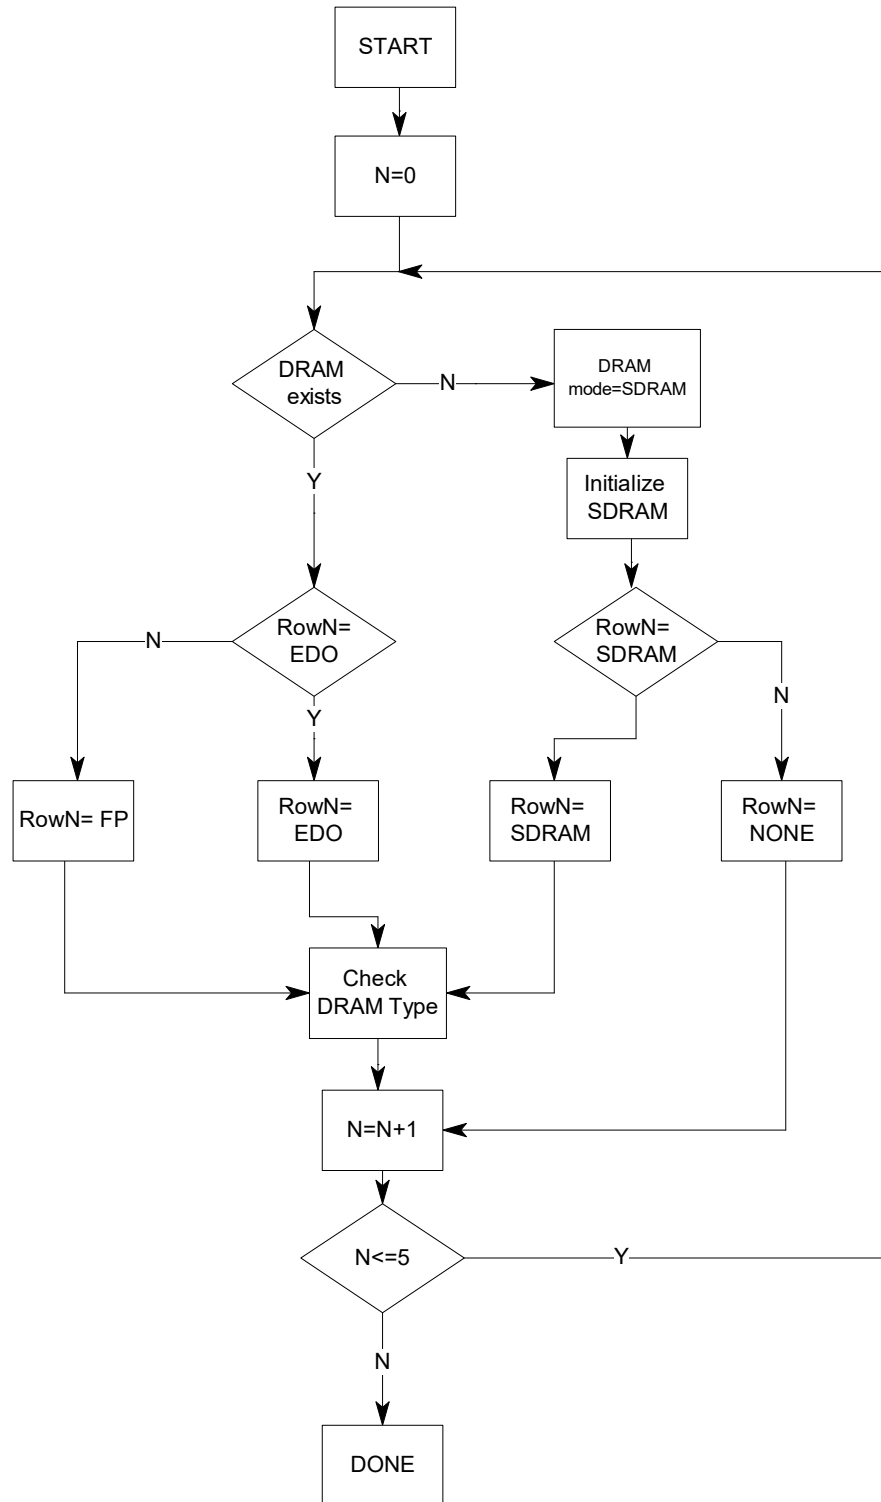 START
N=0
DRAM
exists
N
DRAM
mode=SDRAM
Y
Initialize
SDRAM
RowN=
EDO
N
RowN=
SDRAM
Y
N
RowN= FP
RowN=
EDO
RowN=
SDRAM
RowN=
NONE
Check
DRAM Type
N=N+1
N<=5
Y
N
DONE